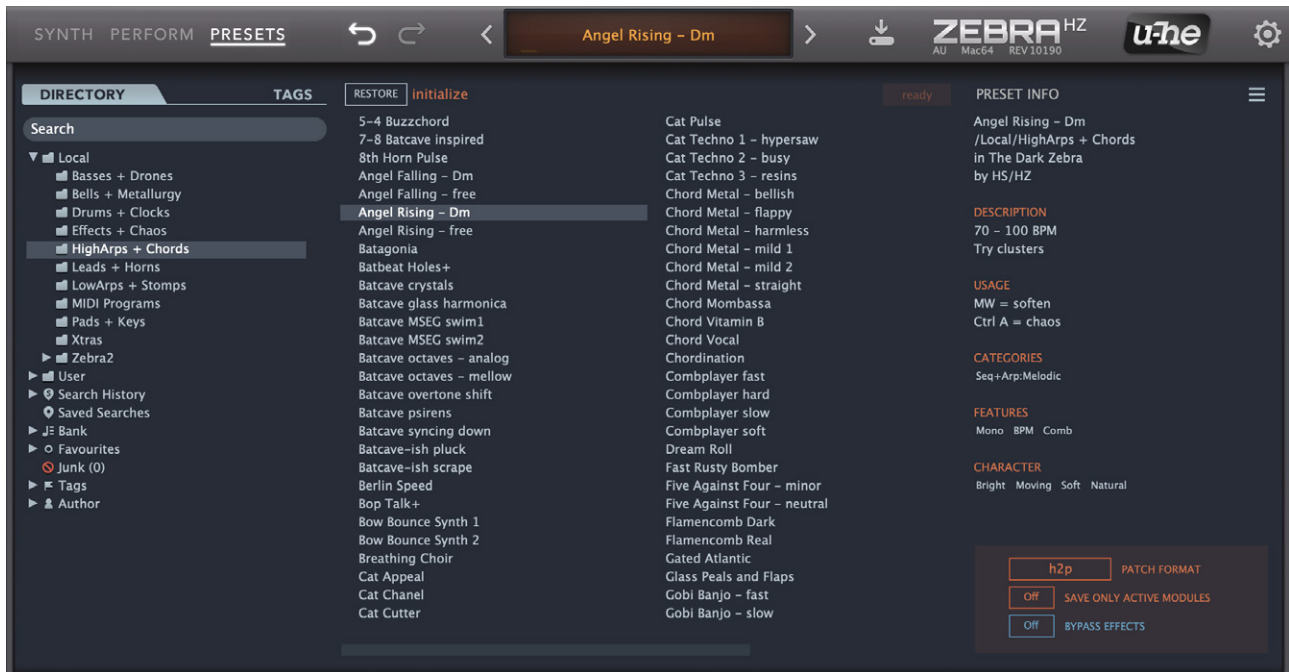 SYNTH PERFORM PRESETS
Angel Rising – Dm
ZEBRA HZ
AU Mac64 REV 10190
u-he
DIRECTORY TAGS
Search
Local
Basses + Drones
Bells + Metallurgy
Drums + Clocks
Effects + Chaos
HighArps + Chords
Leads + Horns
LowArps + Stomps
MIDI Programs
Pads + Keys
Xtras
Zebra2
User
Search History
Saved Searches
Bank
Favourites
Junk (0)
Tags
Author
RESTORE initialize
ready
5-4 Buzzchord
7-8 Batcave inspired
8th Horn Pulse
Angel Falling – Dm
Angel Falling – free
Angel Rising – Dm
Angel Rising – free
Batagonia
Batbeat Holes+
Batcave crystals
Batcave glass harmonica
Batcave MSEG swim1
Batcave MSEG swim2
Batcave octaves – analog
Batcave octaves – mellow
Batcave overtone shift
Batcave psirens
Batcave syncing down
Batcave-ish pluck
Batcave-ish scrape
Berlin Speed
Bop Talk+
Bow Bounce Synth 1
Bow Bounce Synth 2
Breathing Choir
Cat Appeal
Cat Chanel
Cat Cutter
Cat Pulse
Cat Techno 1 – hypersaw
Cat Techno 2 – busy
Cat Techno 3 – resins
Chord Metal – bellish
Chord Metal – flappy
Chord Metal – harmless
Chord Metal – mild 1
Chord Metal – mild 2
Chord Metal – straight
Chord Mombassa
Chord Vitamin B
Chord Vocal
Chordination
Combplayer fast
Combplayer hard
Combplayer slow
Combplayer soft
Dream Roll
Fast Rusty Bomber
Five Against Four – minor
Five Against Four – neutral
Flamencomb Dark
Flamencomb Real
Gated Atlantic
Glass Peals and Flaps
Gobi Banjo – fast
Gobi Banjo – slow
PRESET INFO
Angel Rising – Dm
/Local/HighArps + Chords
in The Dark Zebra
by HS/HZ
DESCRIPTION
70 – 100 BPM
Try clusters
USAGE
MW = soften
Ctrl A = chaos
CATEGORIES
Seq+Arp:Melodic
FEATURES
Mono BPM Comb
CHARACTER
Bright Moving Soft Natural
h2p PATCH FORMAT
Off SAVE ONLY ACTIVE MODULES
Off BYPASS EFFECTS